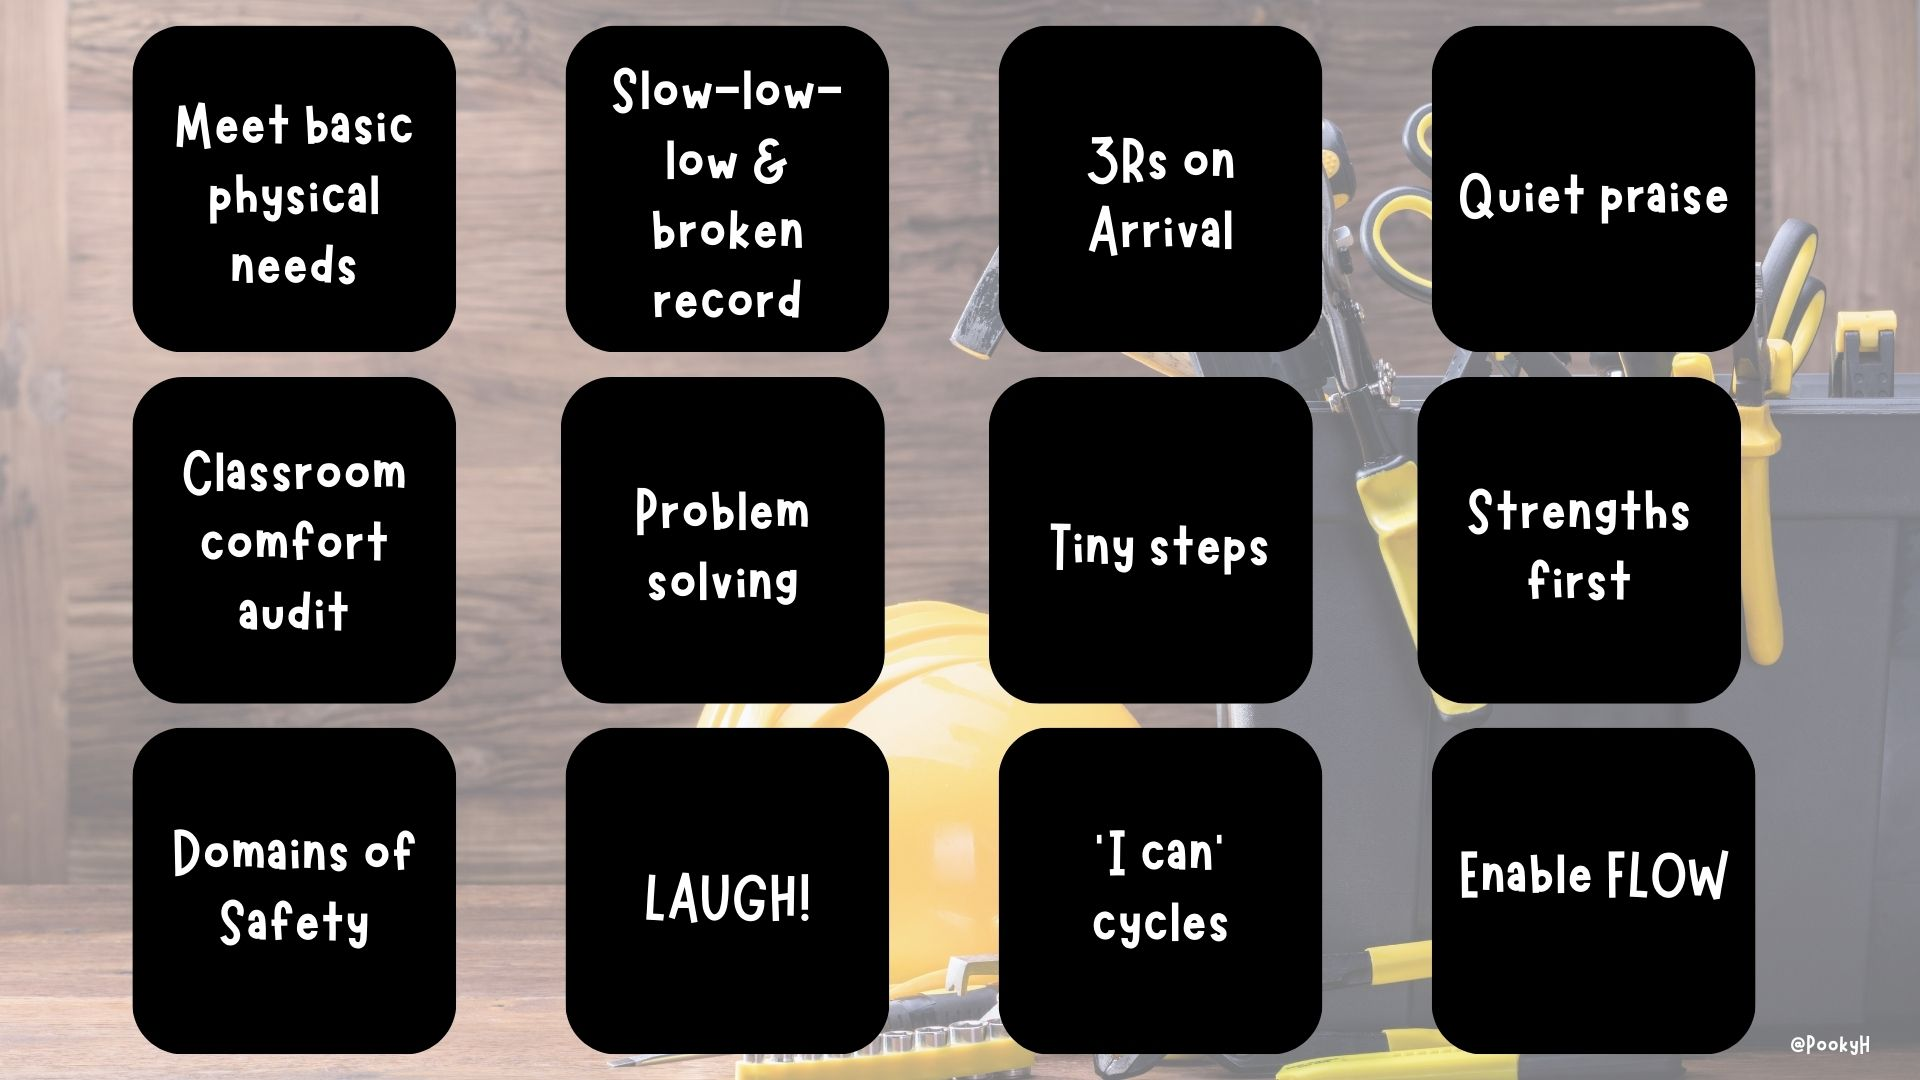 Meet basic
physical
needs
Slow-low-
low &
broken
record
3Rs on
Arrival
Quiet praise
Classroom
comfort
audit
Problem
solving
Tiny steps
Strengths
first
Domains of
Safety
LAUGH!
'I can'
cycles
Enable FLOW
@PookyH